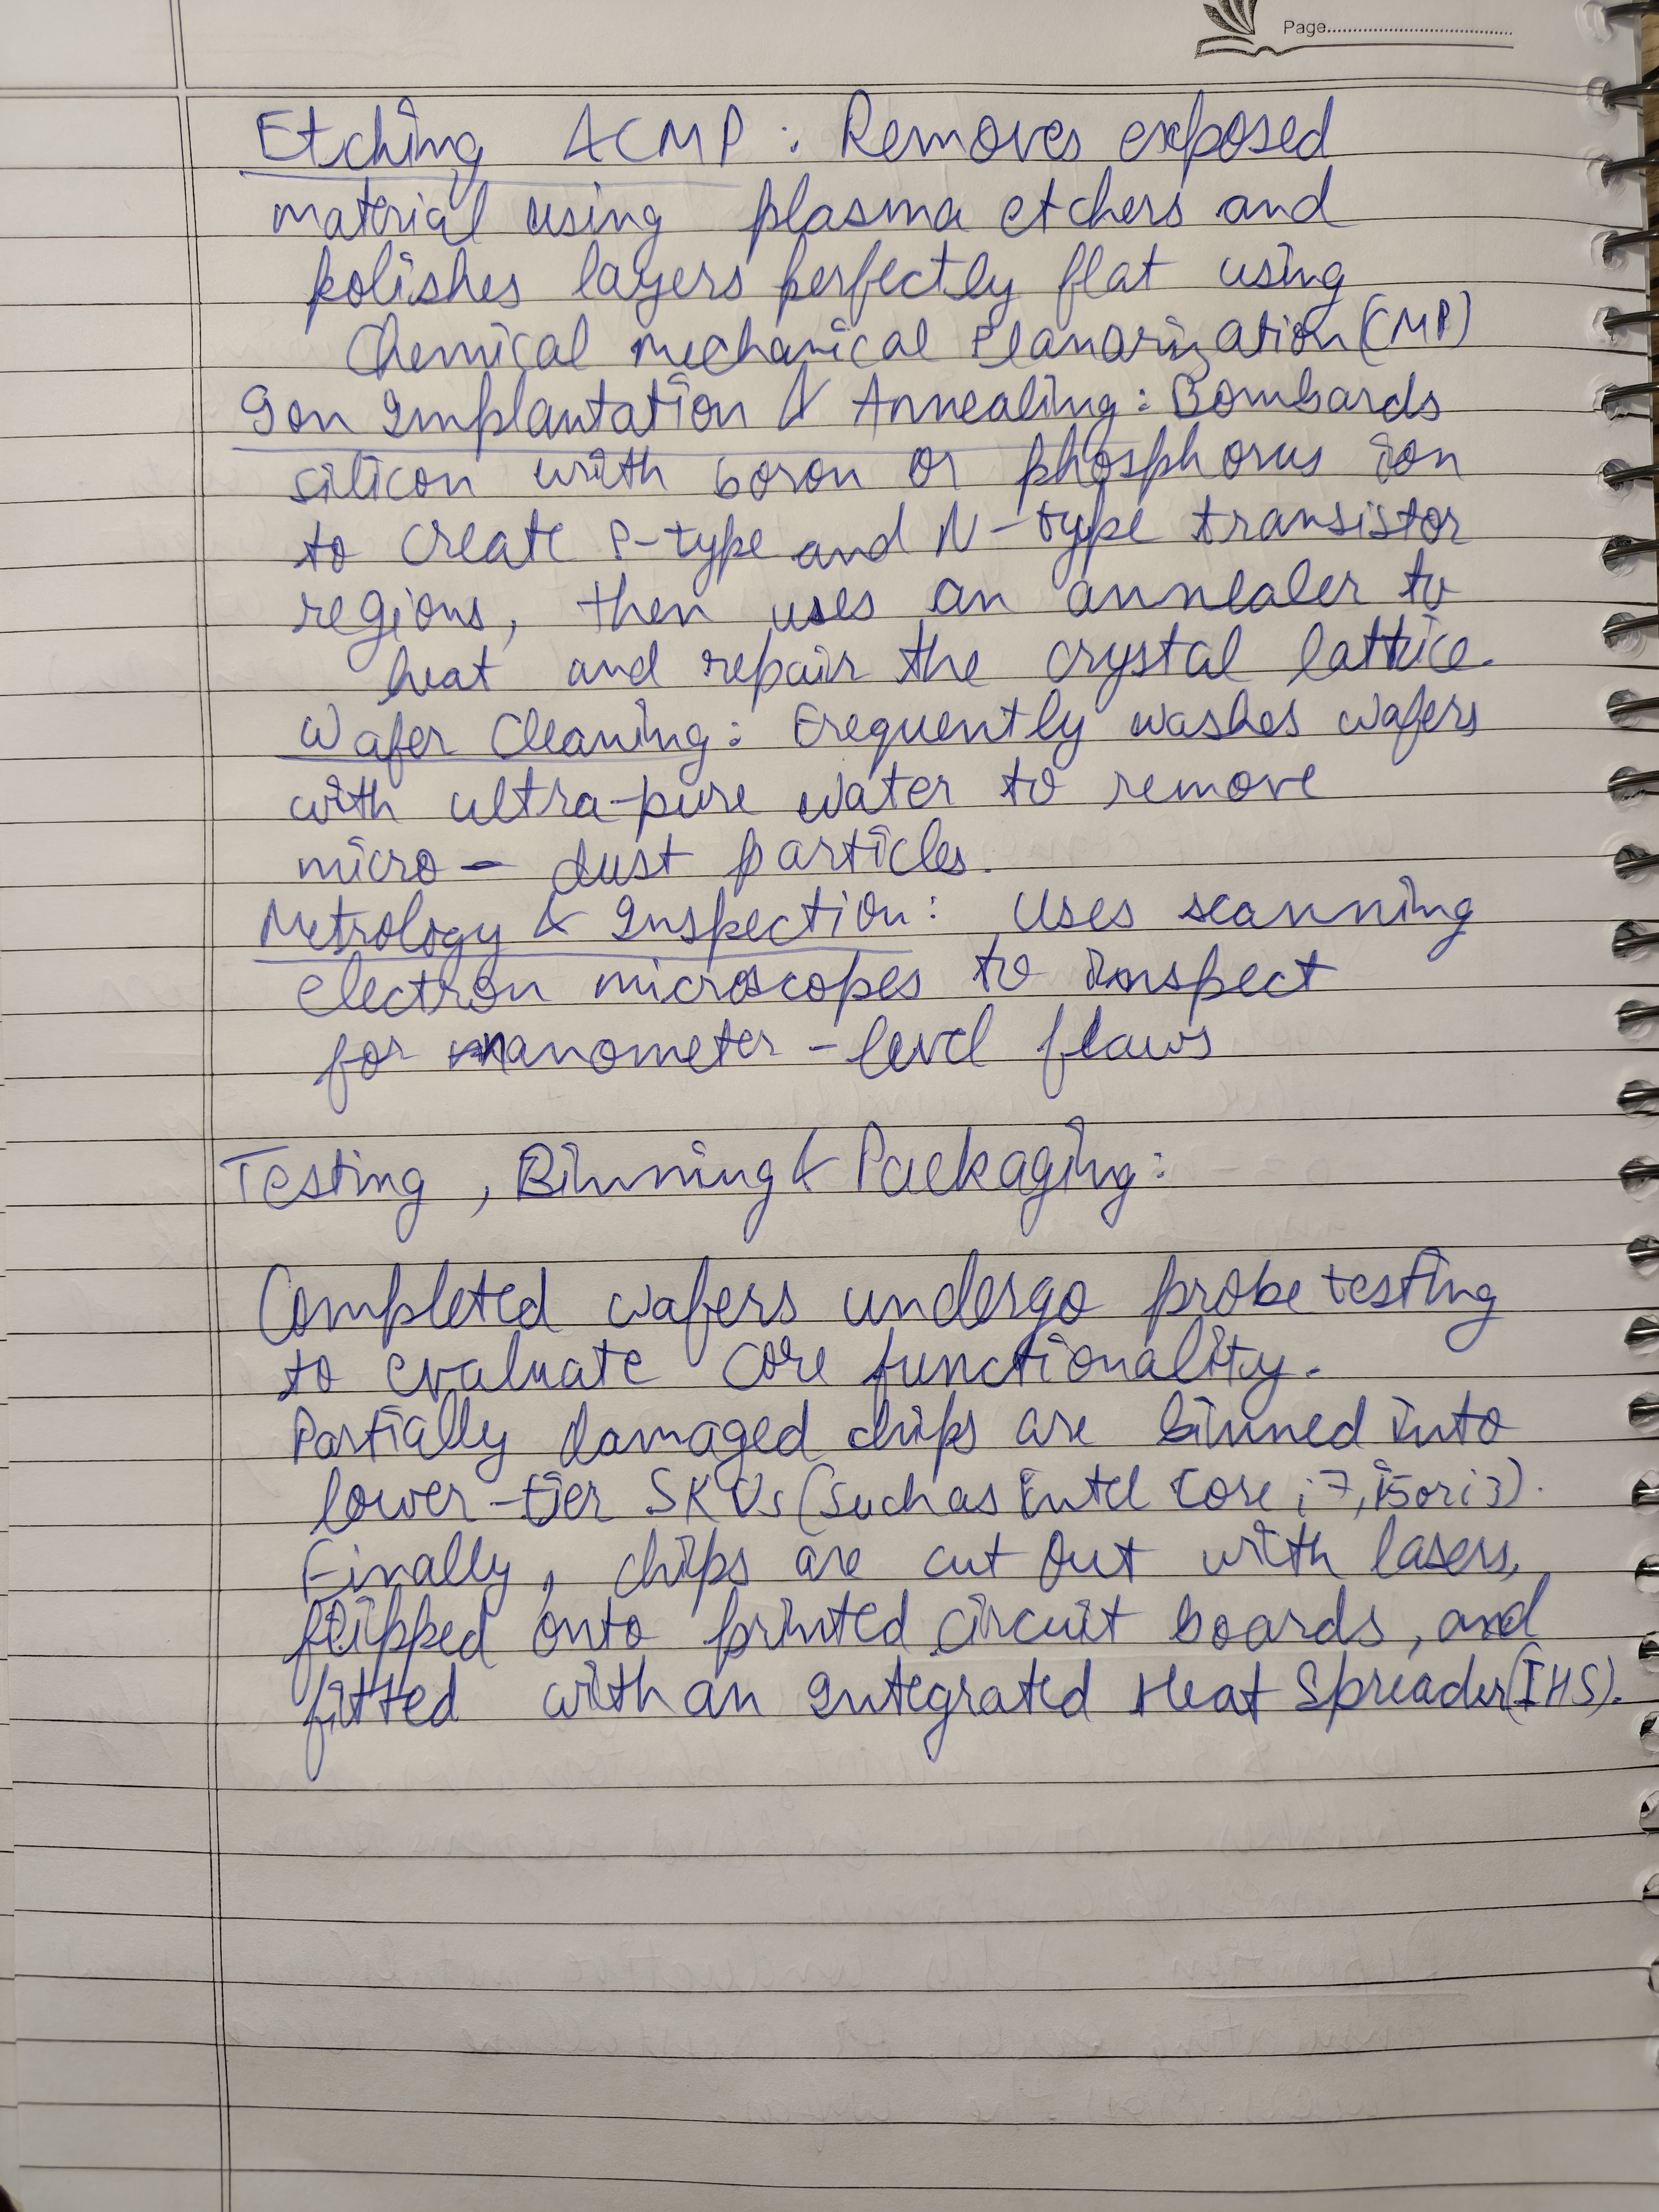 Page
Etching & CMP : Removes exposed
material using plasma etchers and
polishes layers perfectly flat using
Chemical mechanical Planarization (CMP)
Ion Implantation & Annealing : Bombards
silicon with boron or phosphorus ion
to create P-type and N-type transistor
regions, then uses an annealer to
heat and repair the crystal lattice.
Wafer Cleaning : Frequently washes wafers
with ultra-pure water to remove
micro - dust particles.
Metrology & Inspection : Uses scanning
electron microscopes to inspect
for nanometer - level flaws
Testing , Binning & Packaging :
Completed wafers undergo probe testing
to evaluate core functionality.
Partially damaged chips are binned into
lower-tier SKUs (such as intel Core i7, i5 or i3).
Finally, chips are cut out with lasers,
flipped onto printed circuit boards, and
fitted with an Integrated Heat Spreader (IHS).